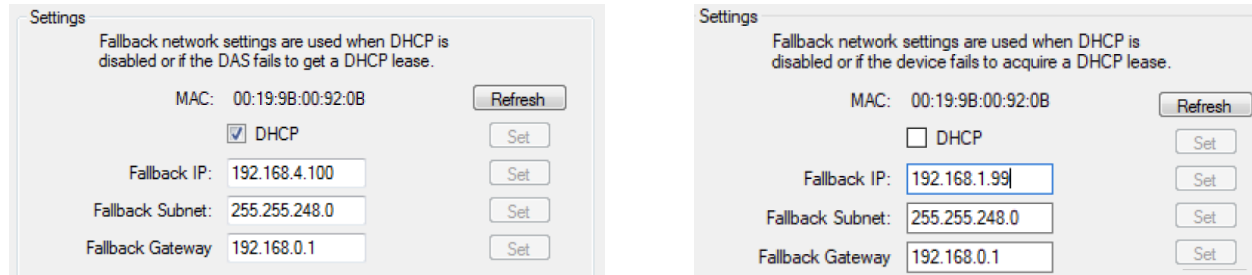 Settings
Fallback network settings are used when DHCP is
disabled or if the DAS fails to get a DHCP lease.
MAC: 00:19:9B:00:92:0B Refresh
DHCP Set
Fallback IP: 192.168.4.100 Set
Fallback Subnet: 255.255.248.0 Set
Fallback Gateway 192.168.0.1 Set
Settings
Fallback network settings are used when DHCP is
disabled or if the device fails to acquire a DHCP lease.
MAC: 00:19:9B:00:92:0B Refresh
DHCP Set
Fallback IP: 192.168.1.99 Set
Fallback Subnet: 255.255.248.0 Set
Fallback Gateway 192.168.0.1 Set